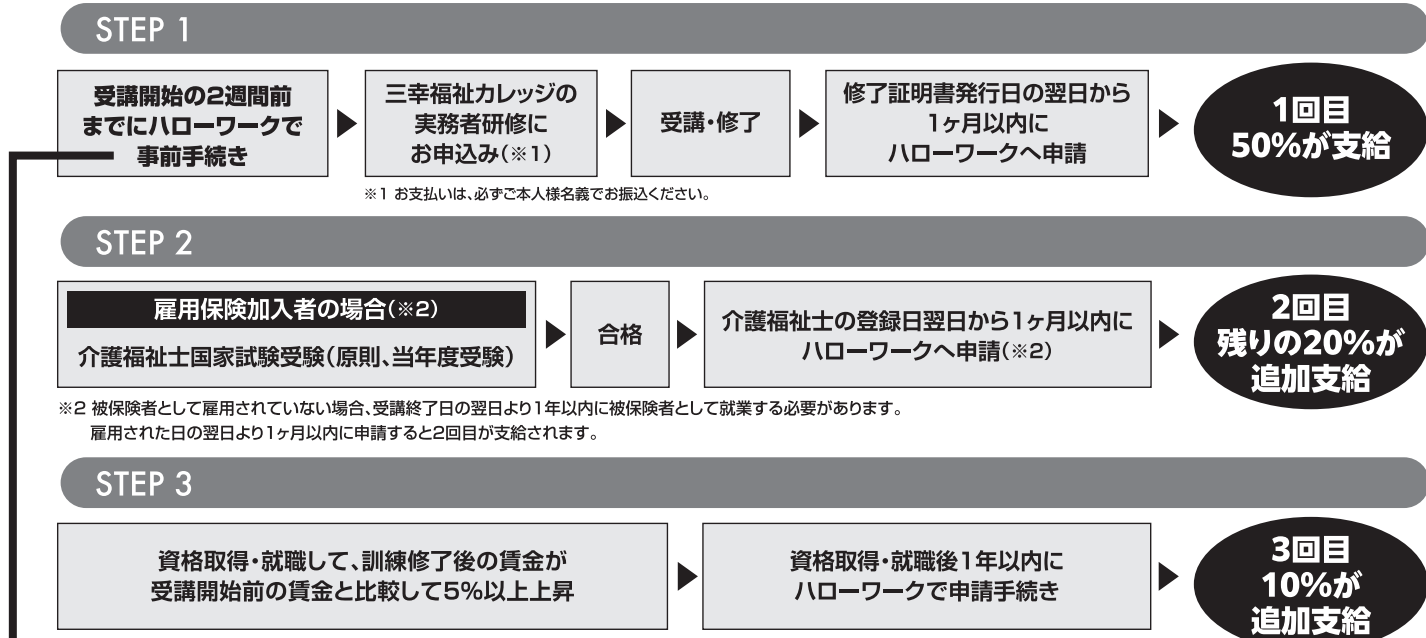 STEP 1
受講開始の2週間前
までにハローワークで
事前手続き
三幸福祉カレッジの
実務者研修に
お申込み(※1)
受講・修了
修了証明書発行日の翌日から
1ヶ月以内に
ハローワークへ申請
1回目
50%が支給
※1 お支払いは、必ずご本人様名義でお振込ください。
STEP 2
雇用保険加入者の場合(※2)
介護福祉士国家試験受験(原則、当年度受験)
合格
介護福祉士の登録日翌日から1ヶ月以内に
ハローワークへ申請(※2)
2回目
残りの20%が
追加支給
※2 被保険者として雇用されていない場合、受講終了日の翌日より1年以内に被保険者として就業する必要があります。
雇用された日の翌日より1ヶ月以内に申請すると2回目が支給されます。
STEP 3
資格取得・就職して、訓練修了後の賃金が
受講開始前の賃金と比較して5%以上上昇
資格取得・就職後1年以内に
ハローワークで申請手続き
3回目
10%が
追加支給